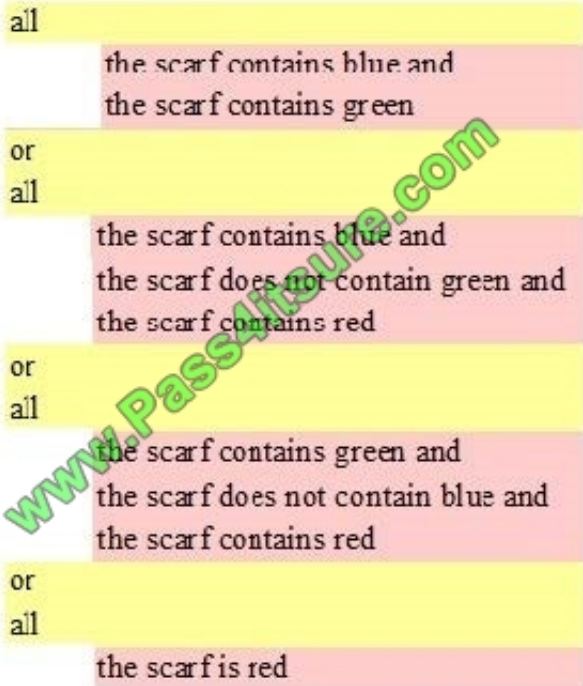 all
the scarf contains blue and
the scarf contains green
or
all
the scarf contains blue and
the scarf does not contain green and
the scarf contains red
or
all
the scarf contains green and
the scarf does not contain blue and
the scarf contains red
or
all
the scarf is red
www.Pass4itsure.com